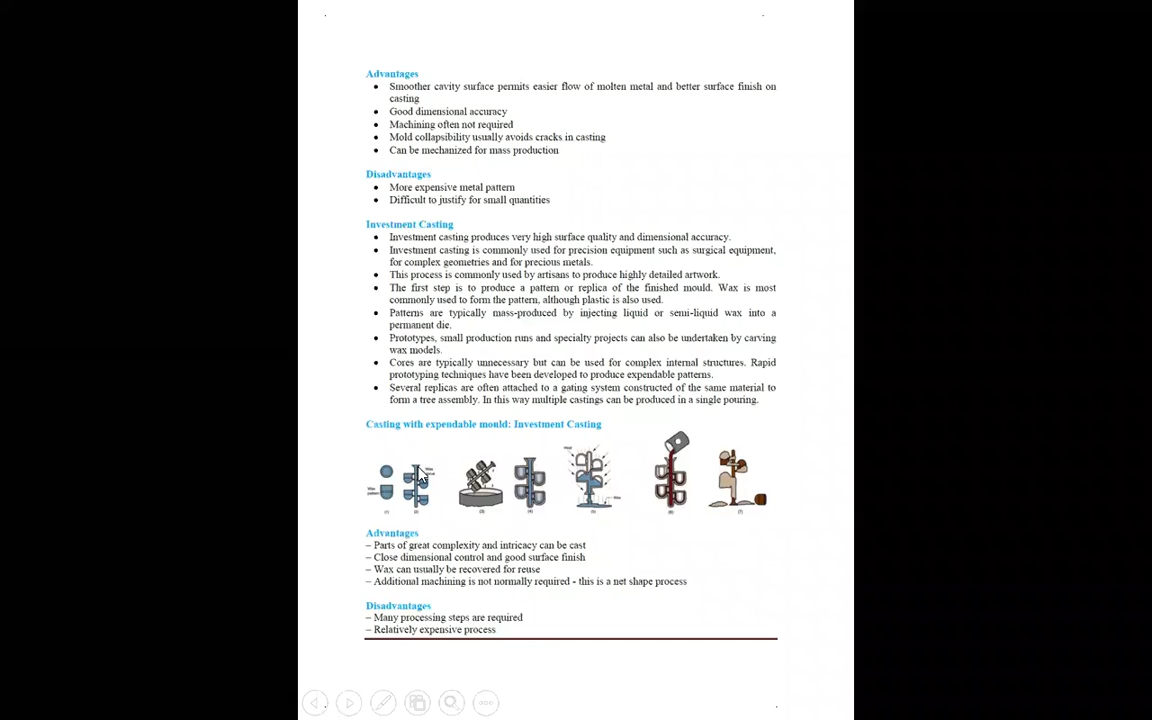 Advantages
• Smoother cavity surface permits easier flow of molten metal and better surface finish on
casting
• Good dimensional accuracy
• Machining often not required
• Mold collapsibility usually avoids cracks in casting
• Can be mechanized for mass production
Disadvantages
• More expensive metal pattern
• Difficult to justify for small quantities
Investment Casting
• Investment casting produces very high surface quality and dimensional accuracy.
• Investment casting is commonly used for precision equipment such as surgical equipment,
for complex geometries and for precious metals.
• This process is commonly used by artisans to produce highly detailed artwork.
• The first step is to produce a pattern or replica of the finished mould. Wax is most
commonly used to form the pattern, although plastic is also used.
• Patterns are typically mass-produced by injecting liquid or semi-liquid wax into a
permanent die.
• Prototypes, small production runs and specialty projects can also be undertaken by carving
wax models.
• Cores are typically unnecessary but can be used for complex internal structures. Rapid
prototyping techniques have been developed to produce expendable patterns.
• Several replicas are often attached to a gating system constructed of the same material to
form a tree assembly. In this way multiple castings can be produced in a single pouring.
Casting with expendable mould: Investment Casting
Heat
Wax
Wax
pattern
Wax
(1) (2) (3) (4) (5) (6) (7)
Advantages
– Parts of great complexity and intricacy can be cast
– Close dimensional control and good surface finish
– Wax can usually be recovered for reuse
– Additional machining is not normally required - this is a net shape process
Disadvantages
– Many processing steps are required
– Relatively expensive process